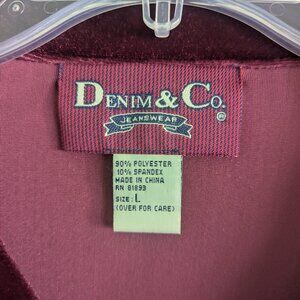 DENIM & CO.
JEANSWEAR
®
90% POLYESTER
10% SPANDEX
MADE IN CHINA
RN 81893
SIZE: L
(OVER FOR CARE)